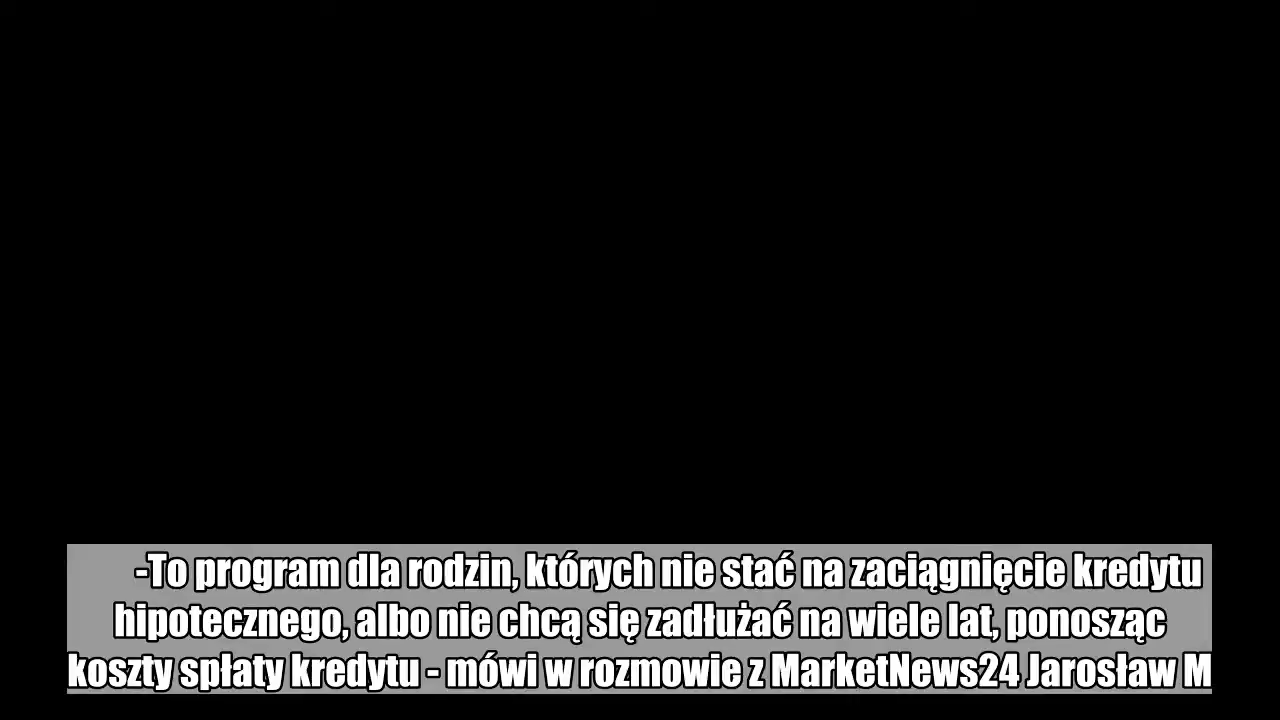 -To program dla rodzin, których nie stać na zaciągnięcie kredytu
hipotecznego, albo nie chcą się zadłużać na wiele lat, ponosząc
koszty spłaty kredytu - mówi w rozmowie z MarketNews24 Jarosław M